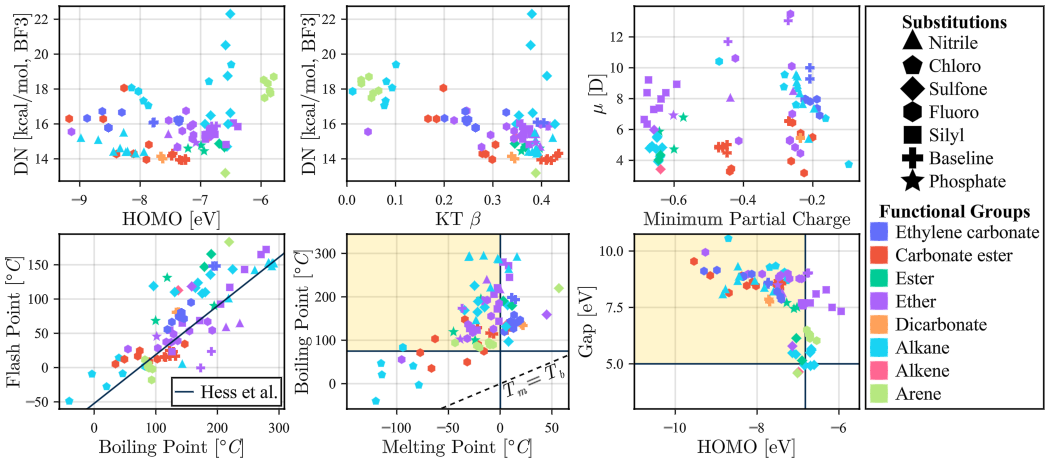 DN [kcal/mol, BF3]
22
20
18
16
14
−9
−8
−7
−6
HOMO [eV]
DN [kcal/mol, BF3]
22
20
18
16
14
0.0
0.1
0.2
0.3
0.4
KT β
μ [D]
12
10
8
6
4
−0.6
−0.4
−0.2
Minimum Partial Charge
Substitutions
Nitrile
Chloro
Sulfone
Fluoro
Silyl
Baseline
Phosphate
Functional Groups
Ethylene carbonate
Carbonate ester
Ester
Ether
Dicarbonate
Alkane
Alkene
Arene
Flash Point [°C]
150
100
50
0
−50
0
100
200
300
Boiling Point [°C]
Hess et al.
Boiling Point [°C]
300
200
100
0
−100
−50
0
50
Melting Point [°C]
Tm = Tb
Gap [eV]
10.0
7.5
5.0
−10
−8
−6
HOMO [eV]